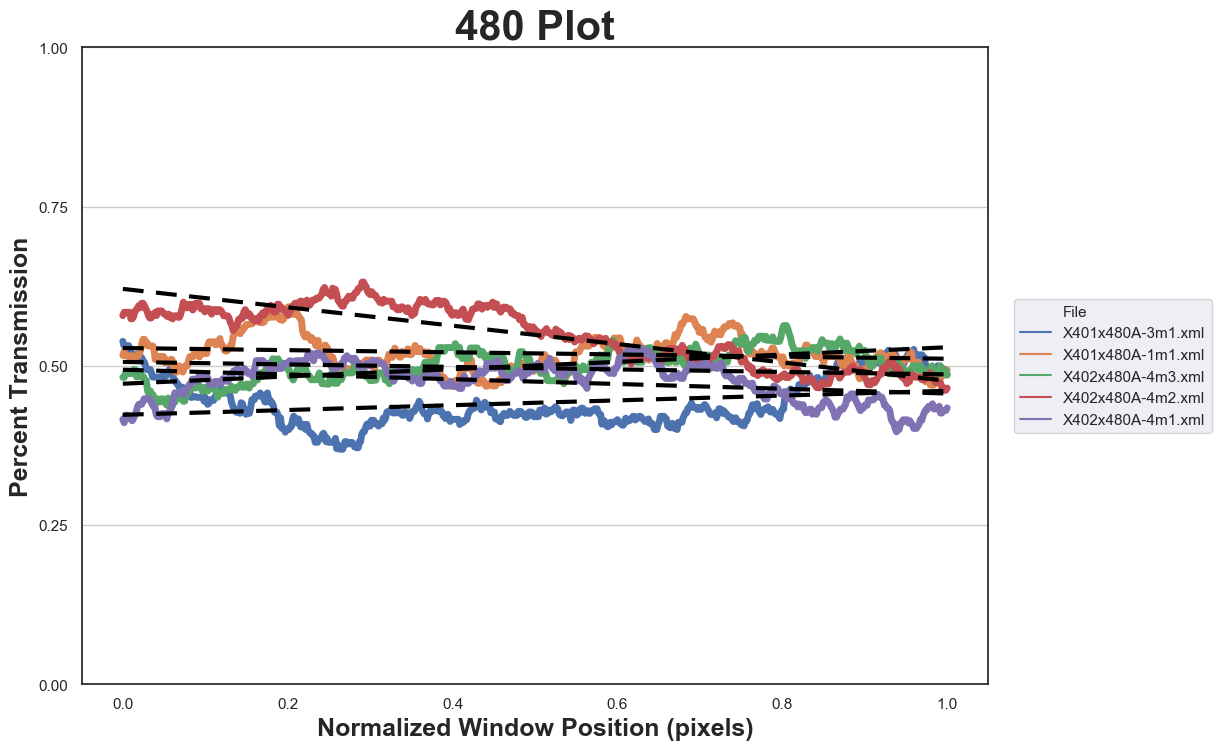 480 Plot
Percent Transmission
1.00
0.75
0.50
0.25
0.00
0.0
0.2
0.4
0.6
0.8
1.0
Normalized Window Position (pixels)
File
X401x480A-3m1.xml
X401x480A-1m1.xml
X402x480A-4m3.xml
X402x480A-4m2.xml
X402x480A-4m1.xml